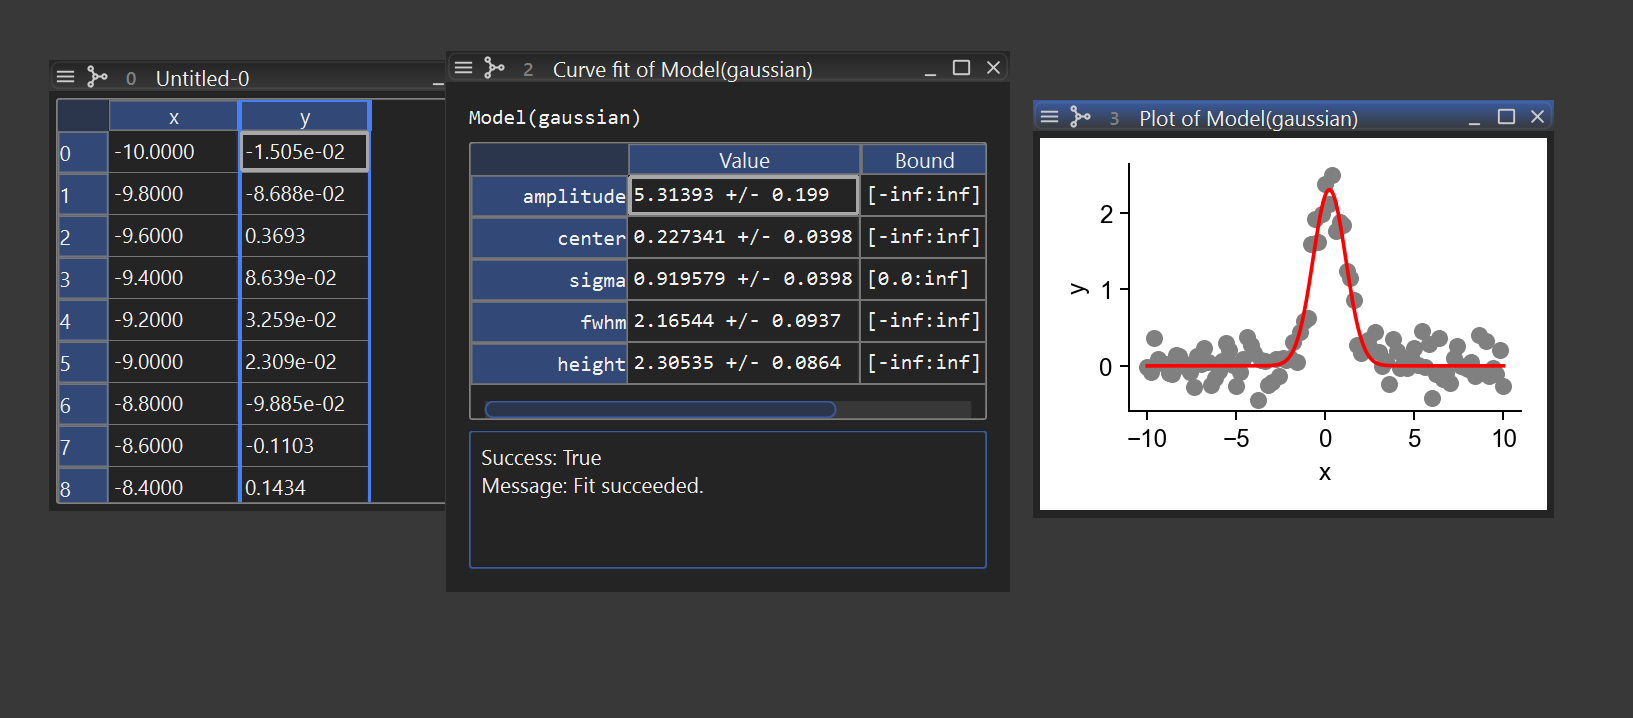 0 Untitled-0
x y
0 -10.0000 -1.505e-02
1 -9.8000 -8.688e-02
2 -9.6000 0.3693
3 -9.4000 8.639e-02
4 -9.2000 3.259e-02
5 -9.0000 2.309e-02
6 -8.8000 -9.885e-02
7 -8.6000 -0.1103
8 -8.4000 0.1434
2 Curve fit of Model(gaussian)
Model(gaussian)
Value Bound
amplitude 5.31393 +/- 0.199 [-inf:inf]
center 0.227341 +/- 0.0398 [-inf:inf]
sigma 0.919579 +/- 0.0398 [0.0:inf]
fwhm 2.16544 +/- 0.0937 [-inf:inf]
height 2.30535 +/- 0.0864 [-inf:inf]
Success: True
Message: Fit succeeded.
3 Plot of Model(gaussian)
2
1
0
y
−10 −5 0 5 10
x